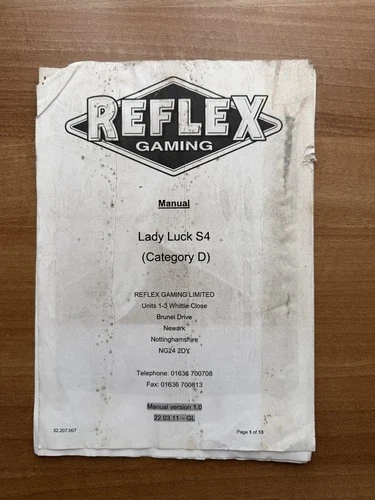 REFLEX
GAMING
Manual
Lady Luck S4
(Category D)
REFLEX GAMING LIMITED
Units 1-3 Whittle Close
Brunel Drive
Newark
Nottinghamshire
NG24 2DY
Telephone: 01636 700708
Fax: 01636 700813
Manual version 1.0
22.03.11 – GL
32.207.007
Page 1 of 13